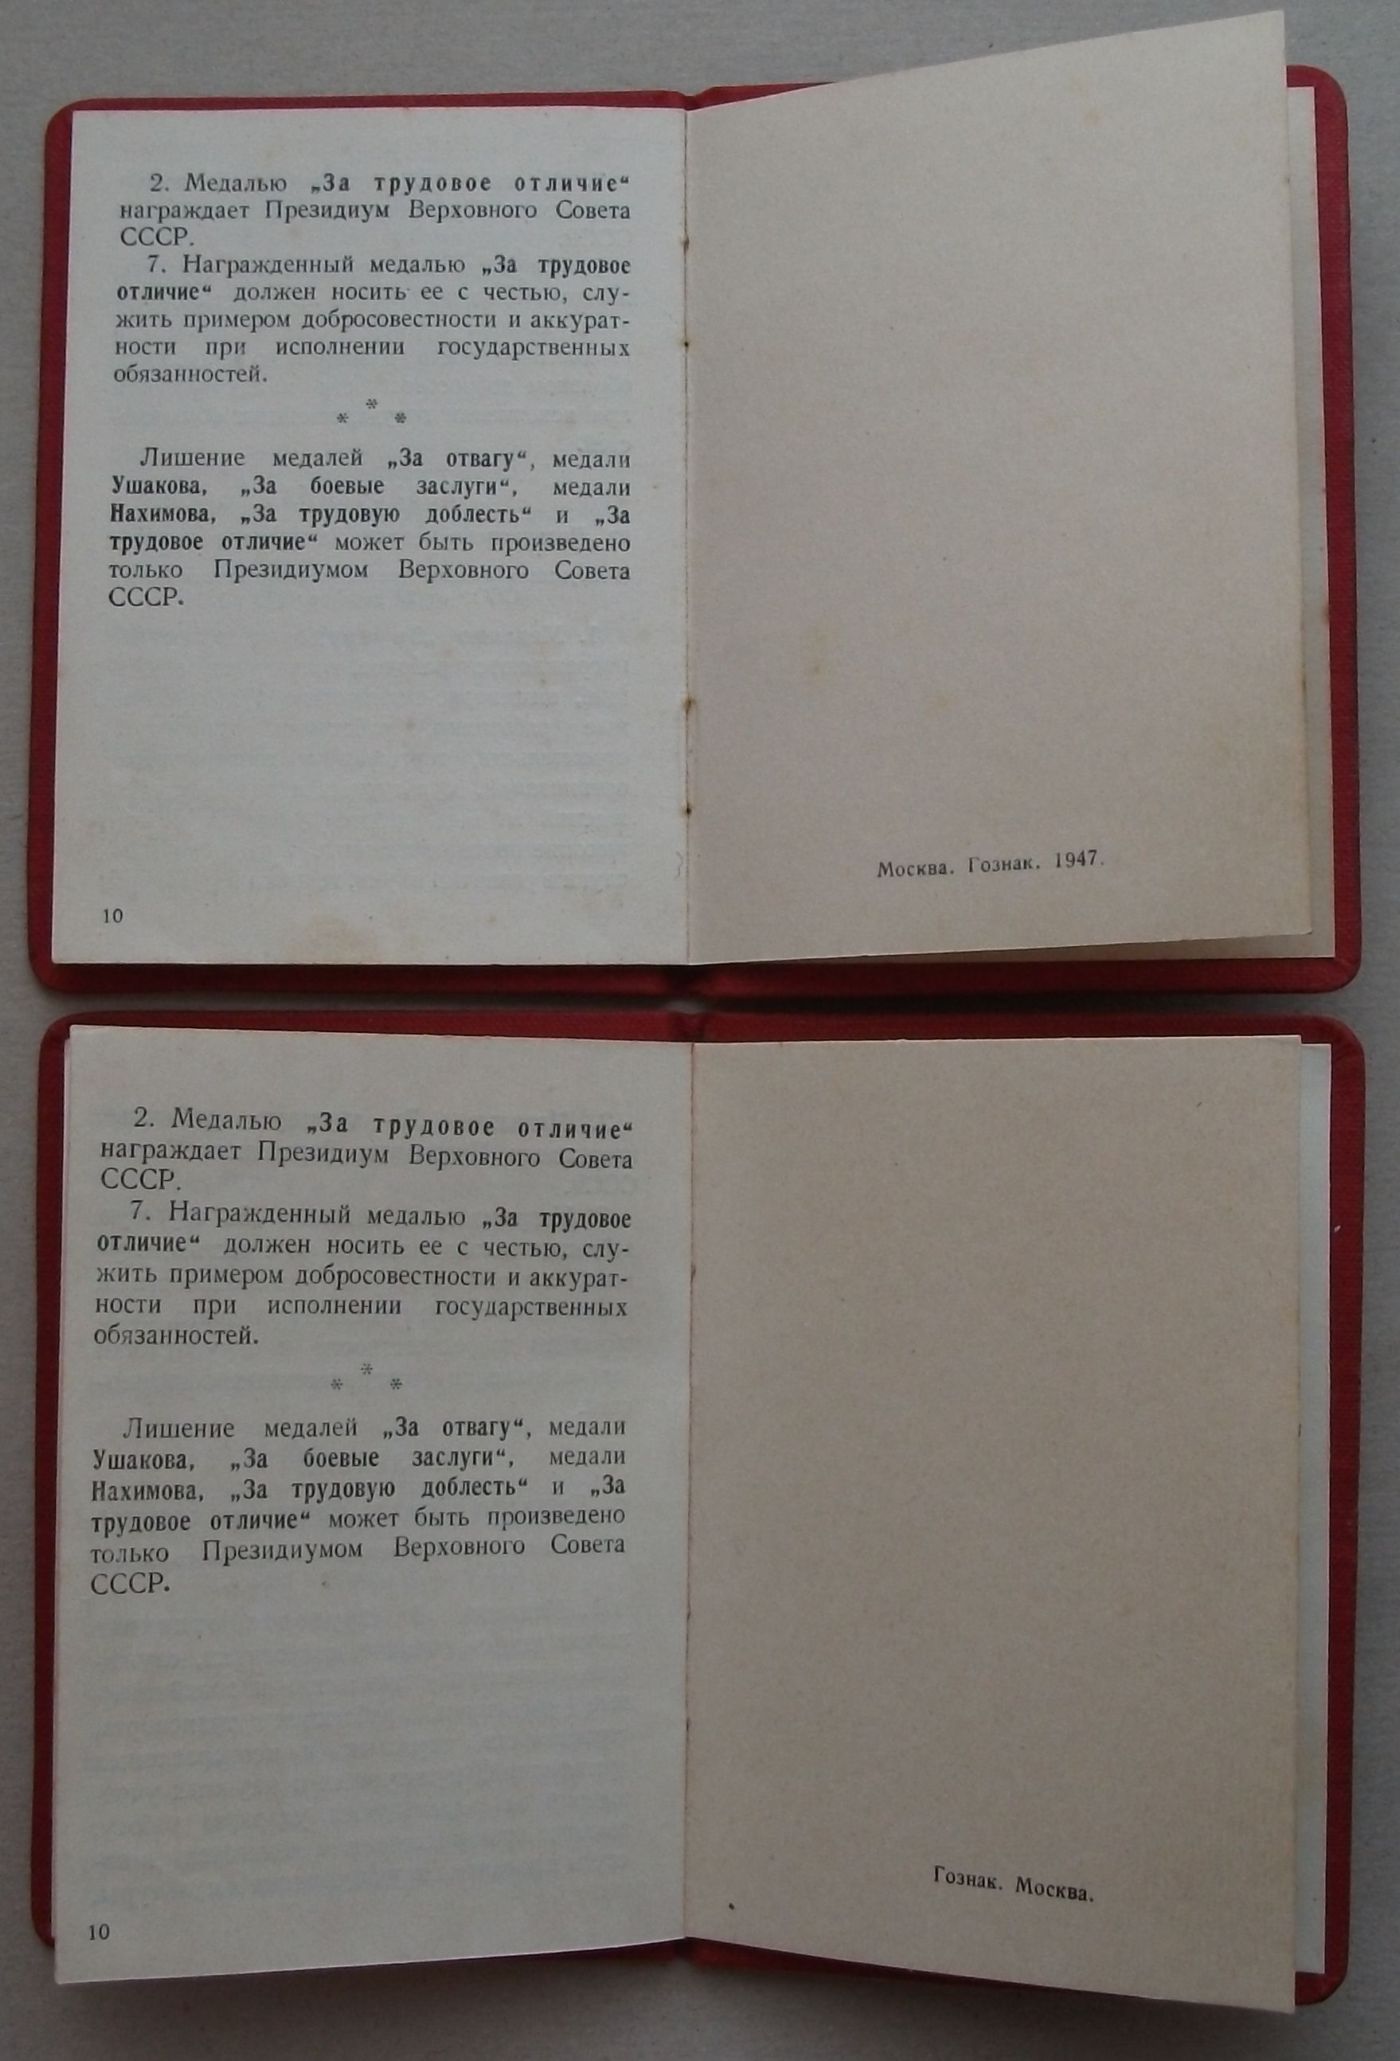 2. Медалью „За трудовое отличие“
награждает Президиум Верховного Совета
СССР.
7. Награжденный медалью „За трудовое
отличие“ должен носить ее с честью, слу-
жить примером добросовестности и аккурат-
ности при исполнении государственных
обязанностей.
* * *
Лишение медалей „За отвагу“, медали
Ушакова, „За боевые заслуги“, медали
Нахимова, „За трудовую доблесть“ и „За
трудовое отличие“ может быть произведено
только Президиумом Верховного Совета
СССР.
10
Москва. Гознак. 1947.
2. Медалью „За трудовое отличие“
награждает Президиум Верховного Совета
СССР.
7. Награжденный медалью „За трудовое
отличие“ должен носить ее с честью, слу-
жить примером добросовестности и аккурат-
ности при исполнении государственных
обязанностей.
* * *
Лишение медалей „За отвагу“, медали
Ушакова, „За боевые заслуги“, медали
Нахимова, „За трудовую доблесть“ и „За
трудовое отличие“ может быть произведено
только Президиумом Верховного Совета
СССР.
10
Гознак. Москва.